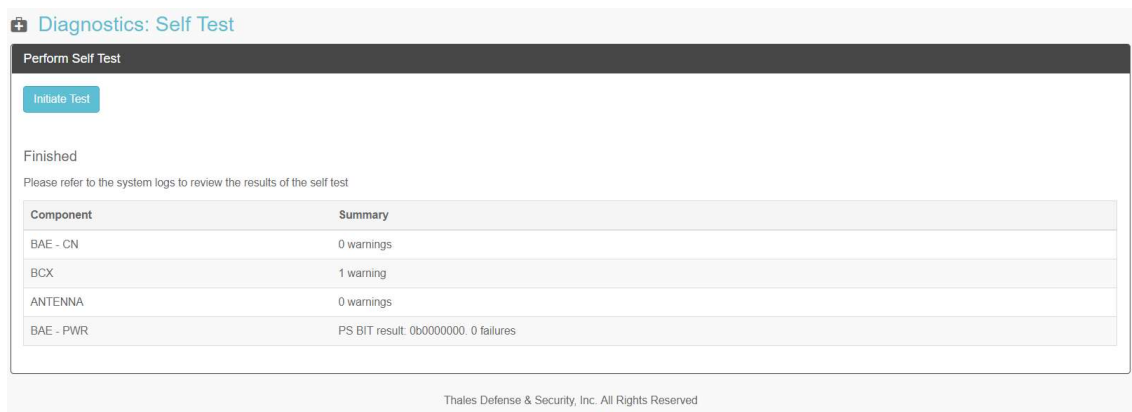 Diagnostics: Self Test
Perform Self Test
Initiate Test
Finished
Please refer to the system logs to review the results of the self test
Component Summary
BAE - CN 0 warnings
BCX 1 warning
ANTENNA 0 warnings
BAE - PWR PS BIT result: 0b0000000. 0 failures
Thales Defense & Security, Inc. All Rights Reserved